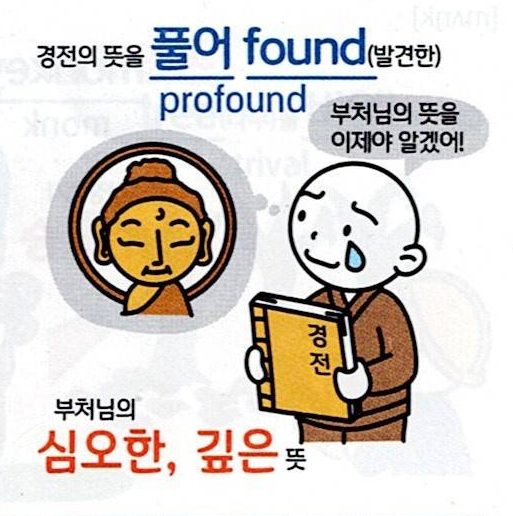 경전의 뜻을 풀어 found(발견한)
profound
부처님의 뜻을
이제야 알겠어!
경전
부처님의
심오한, 깊은 뜻